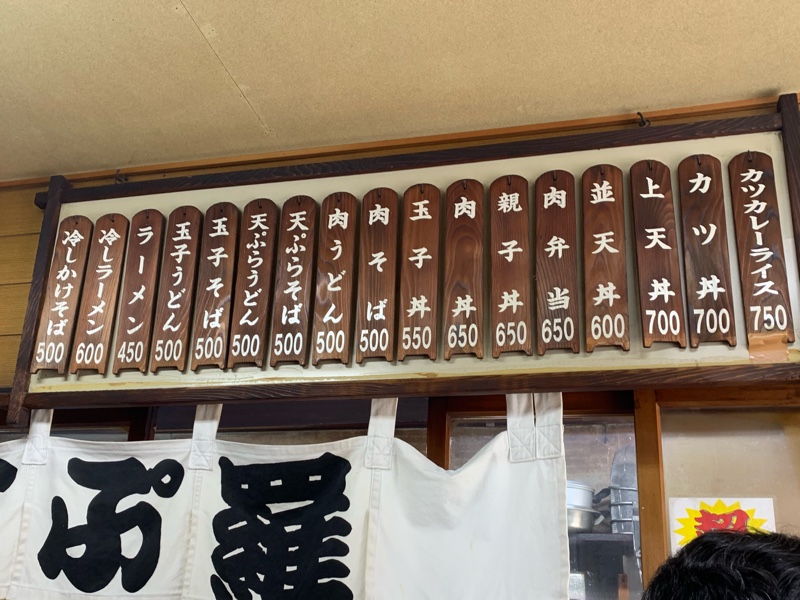 カツカレーライス 750
カツ丼 700
上天丼 700
並天丼 600
肉弁当 650
親子丼 650
肉丼 650
玉子丼 550
肉そば 500
肉うどん 500
天ぷらそば 500
天ぷらうどん 500
玉子そば 500
玉子うどん 500
ラーメン 450
冷しラーメン 600
冷しかけそば 500
ぷ羅